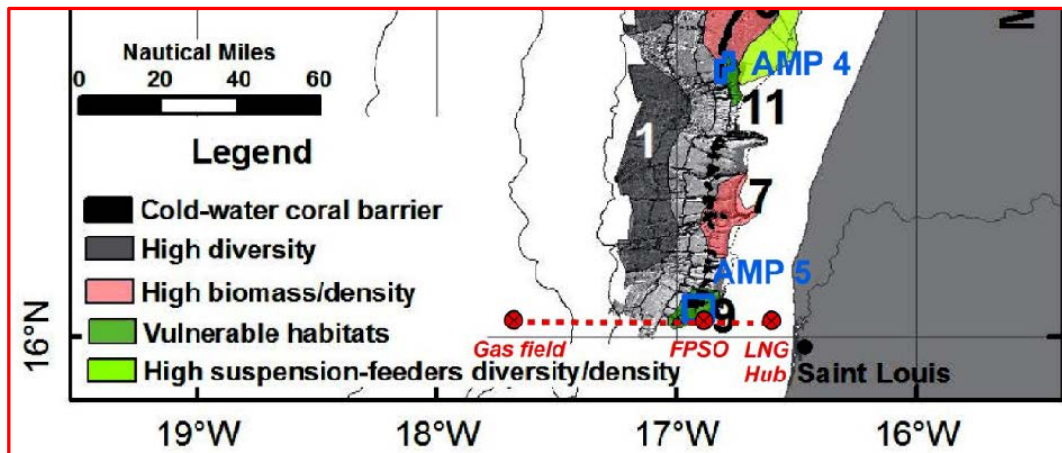 Nautical Miles
0 20 40 60
AMP 4
11
1
Legend
Cold-water coral barrier
High diversity
7
High biomass/density
AMP 5
9
Vulnerable habitats
16°N
Gas field FPSO LNG
Hub
High suspension-feeders diversity/density
Saint Louis
19°W 18°W 17°W 16°W